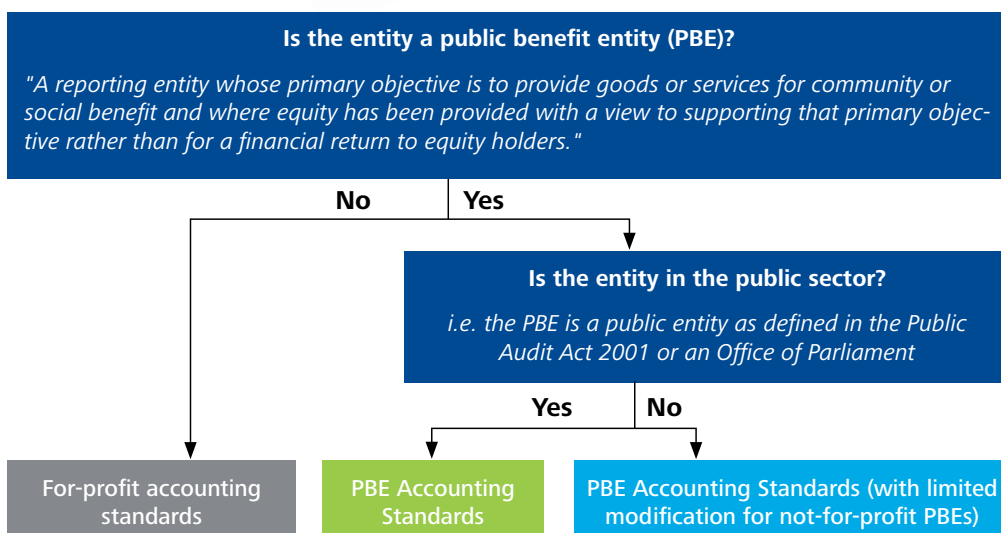 Is the entity a public benefit entity (PBE)?
"A reporting entity whose primary objective is to provide goods or services for community or
social benefit and where equity has been provided with a view to supporting that primary objec-
tive rather than for a financial return to equity holders."
No
Yes
Is the entity in the public sector?
i.e. the PBE is a public entity as defined in the Public
Audit Act 2001 or an Office of Parliament
Yes
No
For-profit accounting
standards
PBE Accounting
Standards
PBE Accounting Standards (with limited
modification for not-for-profit PBEs)